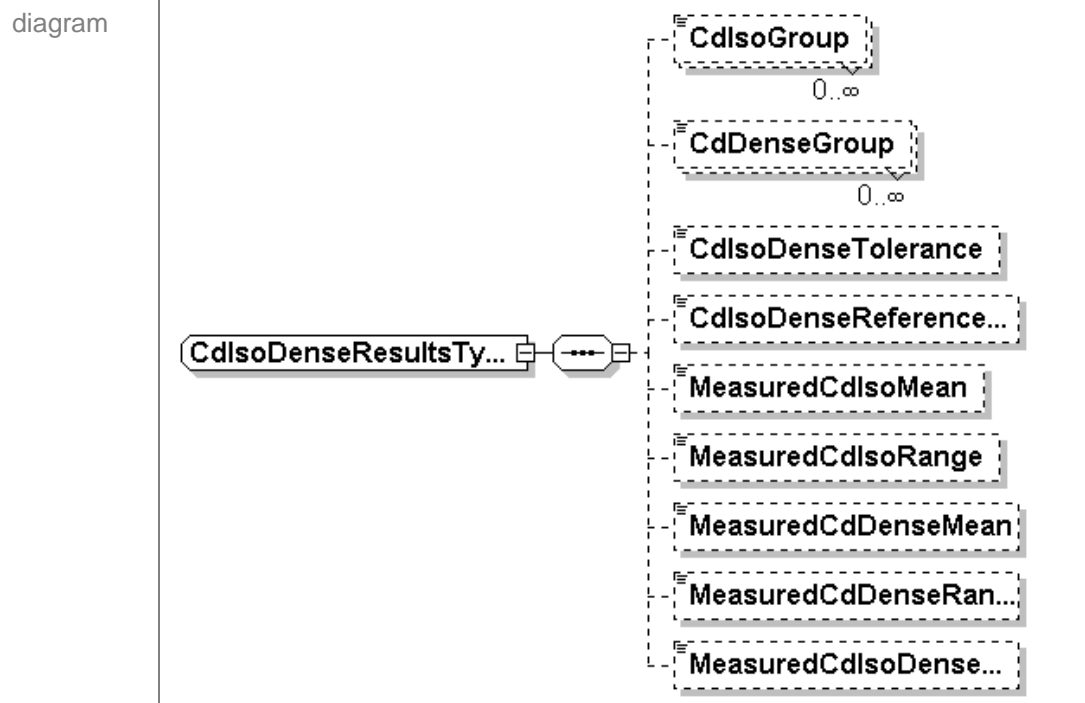 diagram
CdIsoGroup
0..∞
CdDenseGroup
0..∞
CdIsoDenseTolerance
CdIsoDenseReference...
CdIsoDenseResultsTy...
MeasuredCdIsoMean
MeasuredCdIsoRange
MeasuredCdDenseMean
MeasuredCdDenseRan...
MeasuredCdIsoDense...